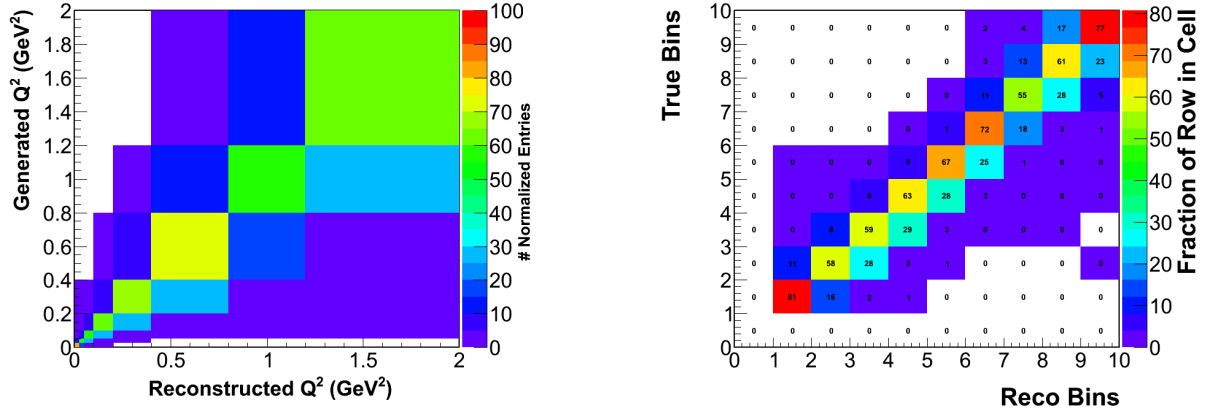 Generated Q² (GeV²)
2
1.8
1.6
1.4
1.2
1
0.8
0.6
0.4
0.2
0
0 0.5 1 1.5 2
Reconstructed Q² (GeV²)
100
90
80
70
60
50
40
30
20
10
0
# Normalized Entries
True Bins
10
9
8
7
6
5
4
3
2
1
0
0 0 0 0 0 0 2 4 17 77
0 0 0 0 0 0 3 13 61 23
0 0 0 0 0 0 11 55 28 5
0 0 0 0 0 7 72 18 3 1
0 0 0 0 5 67 25 1 0 0
0 0 0 6 63 28 3 0 0 0
0 0 8 59 29 3 0 0 0 0
0 11 58 28 3 1 0 0 0 0
0 81 16 2 1 0 0 0 0 0
0 0 0 0 0 0 0 0 0 0
0 1 2 3 4 5 6 7 8 9 10
Reco Bins
80
70
60
50
40
30
20
10
0
Fraction of Row in Cell